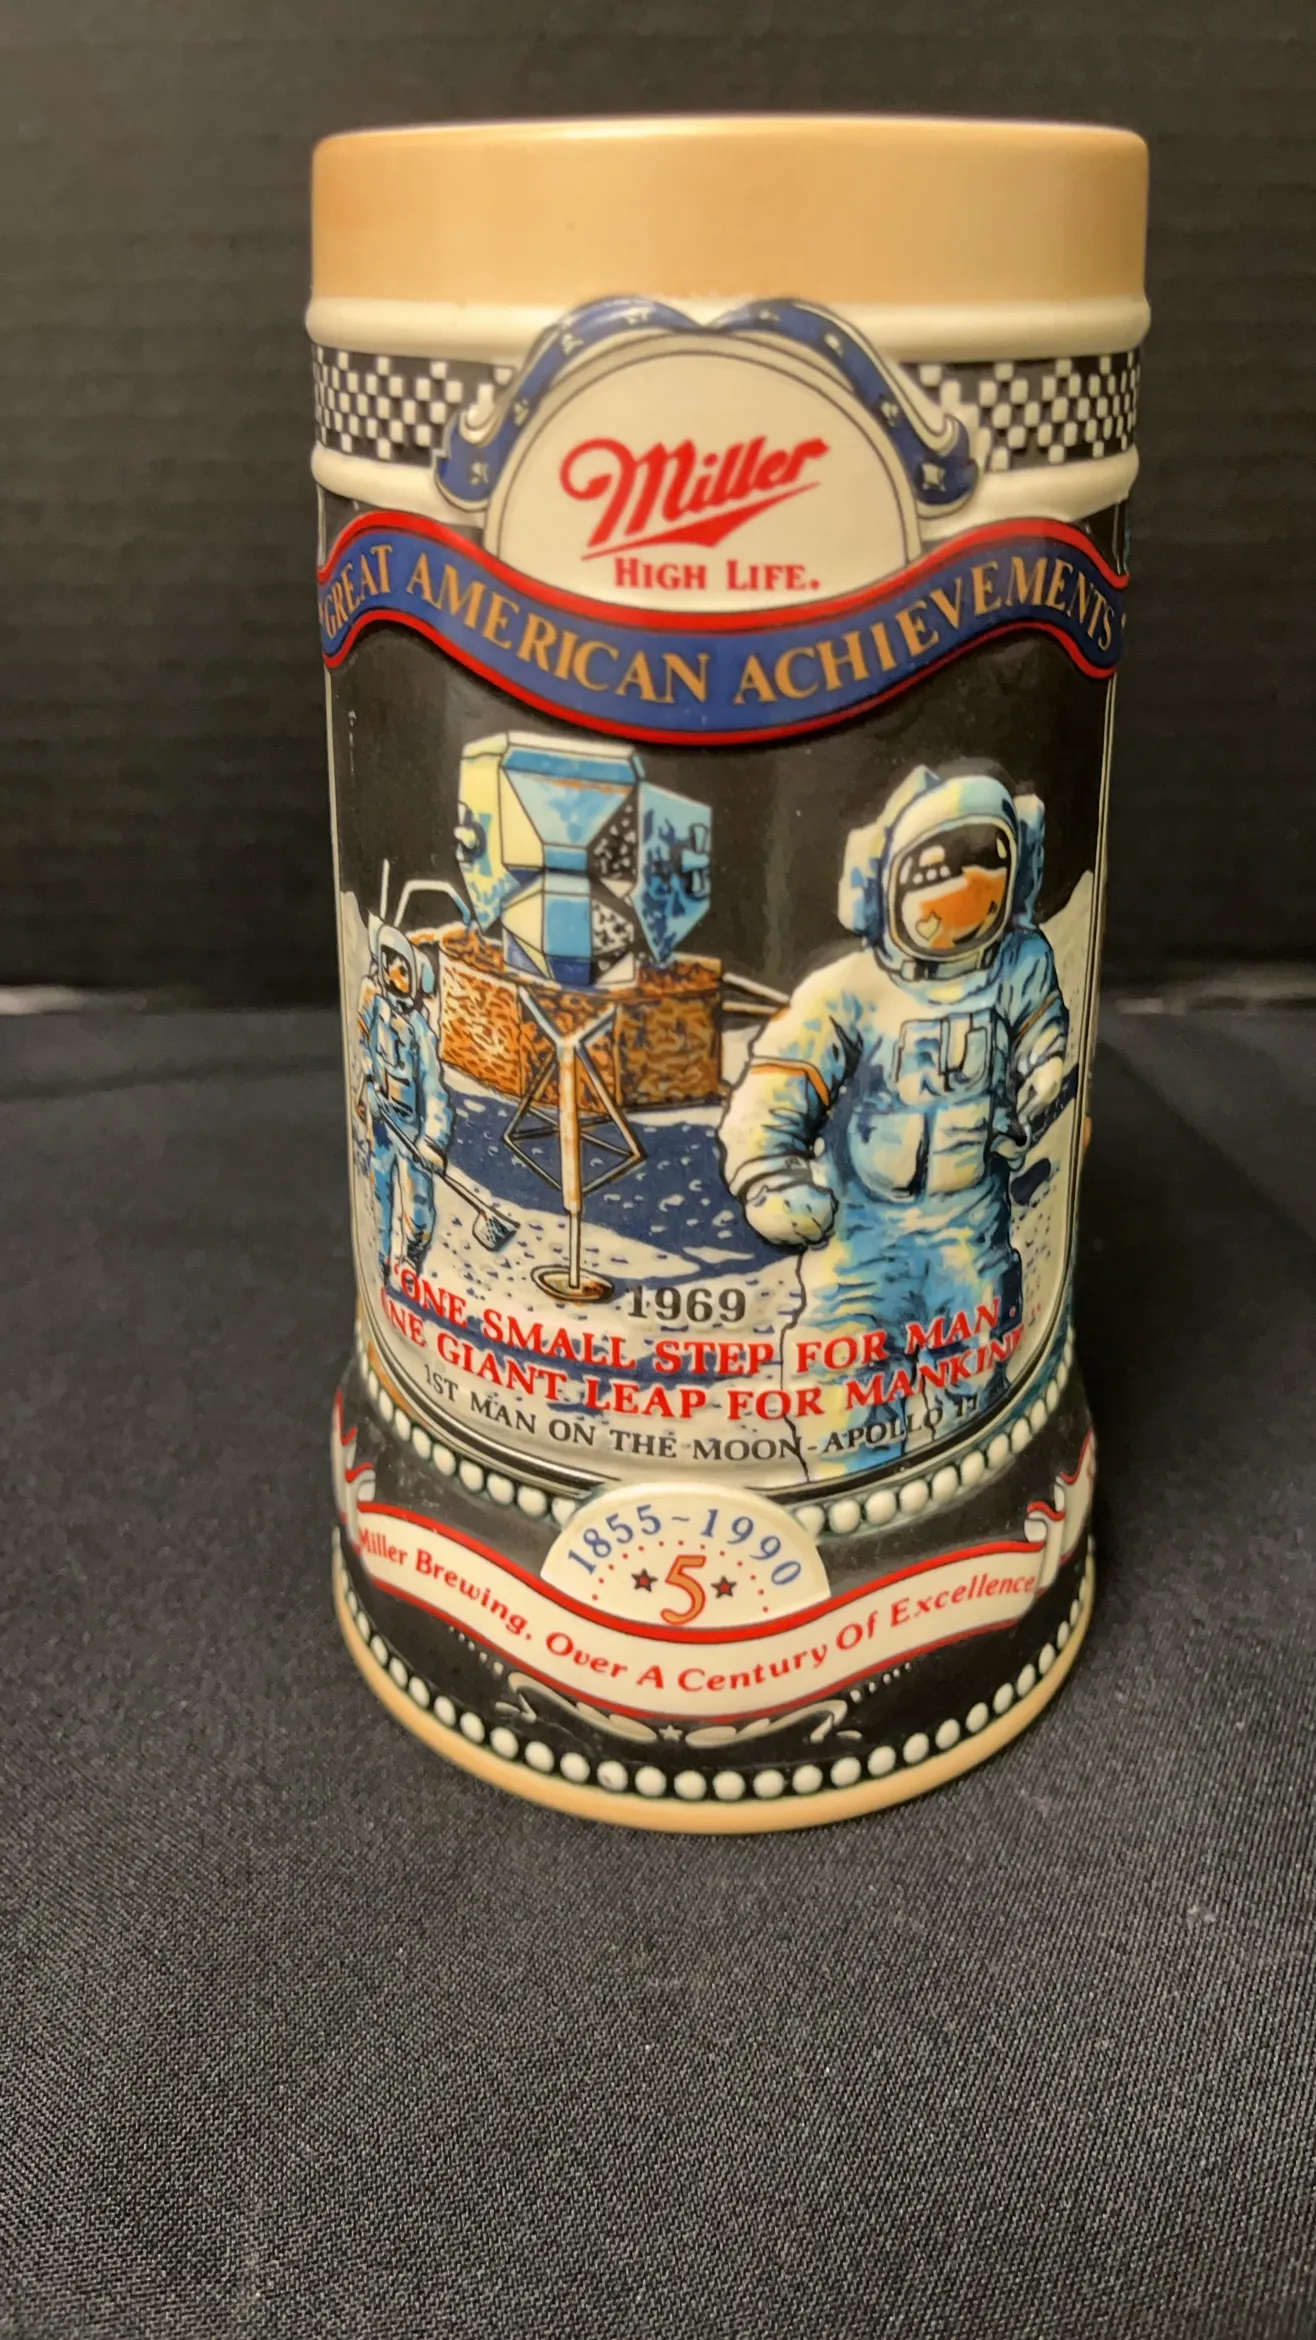 Miller
HIGH LIFE.
GREAT AMERICAN ACHIEVEMENTS
1969
"ONE SMALL STEP FOR MAN .
ONE GIANT LEAP FOR MANKIND"
1ST MAN ON THE MOON-APOLLO 11
1855~1990
5
Miller Brewing, Over A Century Of Excellence